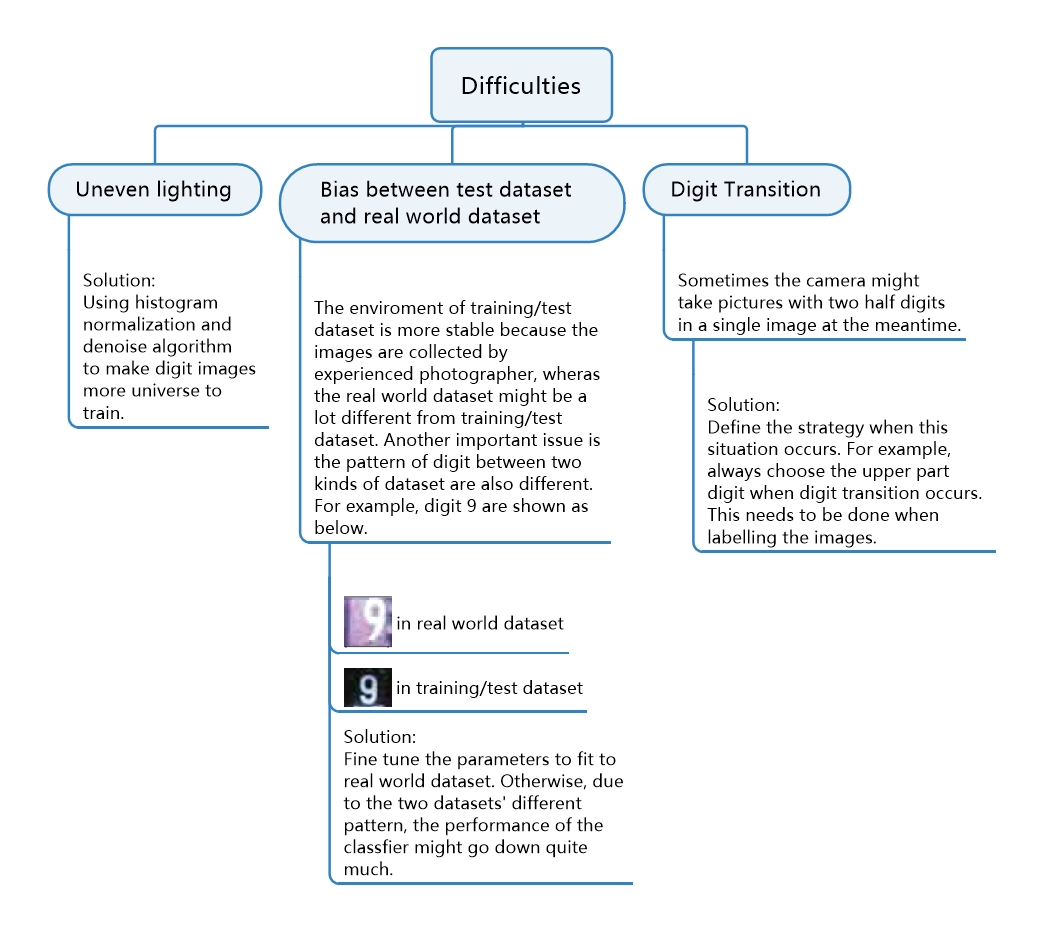 Difficulties
Uneven lighting
Solution:
Using histogram
normalization and
denoise algorithm
to make digit images
more universe to
train.
Bias between test dataset
and real world dataset
The enviroment of training/test
dataset is more stable because the
images are collected by
experienced photographer, wheras
the real world dataset might be a
lot different from training/test
dataset. Another important issue is
the pattern of digit between two
kinds of dataset are also different.
For example, digit 9 are shown as
below.
9 in real world dataset
9 in training/test dataset
Solution:
Fine tune the parameters to fit to
real world dataset. Otherwise, due
to the two datasets' different
pattern, the performance of the
classfier might go down quite
much.
Digit Transition
Sometimes the camera might
take pictures with two half digits
in a single image at the meantime.
Solution:
Define the strategy when this
situation occurs. For example,
always choose the upper part
digit when digit transition occurs.
This needs to be done when
labelling the images.